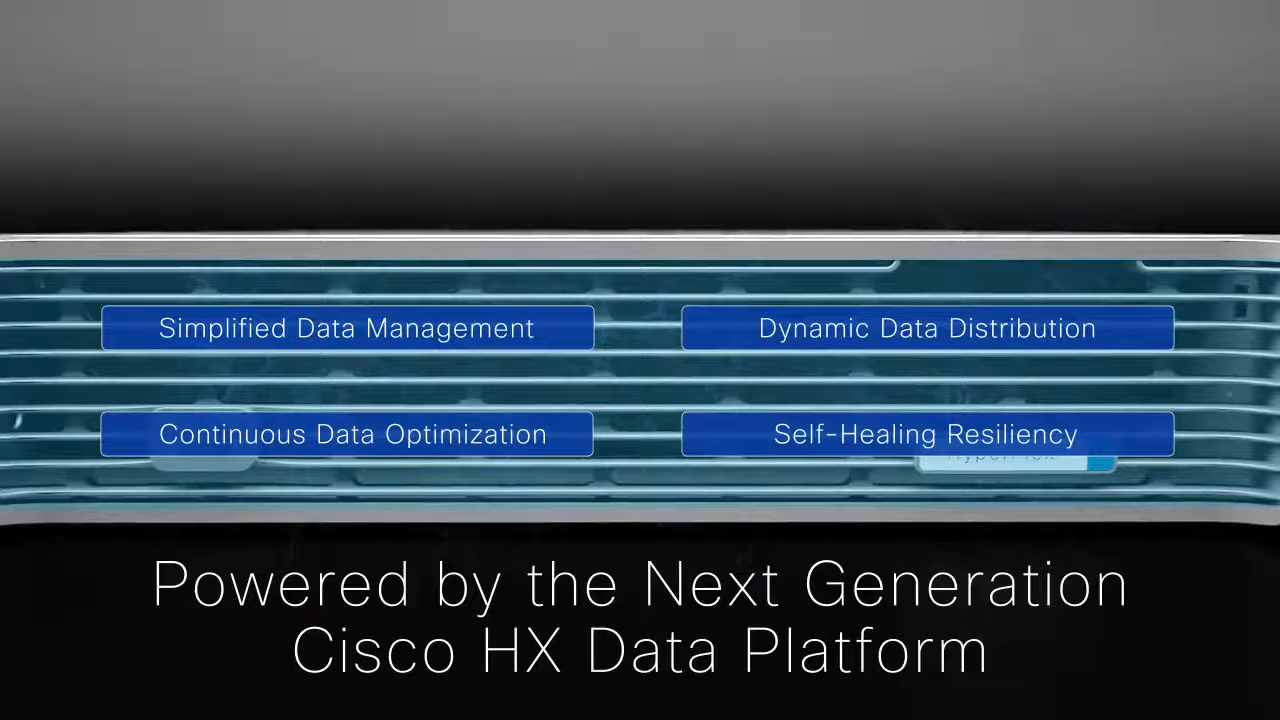 Simplified Data Management
Dynamic Data Distribution
Continuous Data Optimization
Self-Healing Resiliency
Powered by the Next Generation
Cisco HX Data Platform